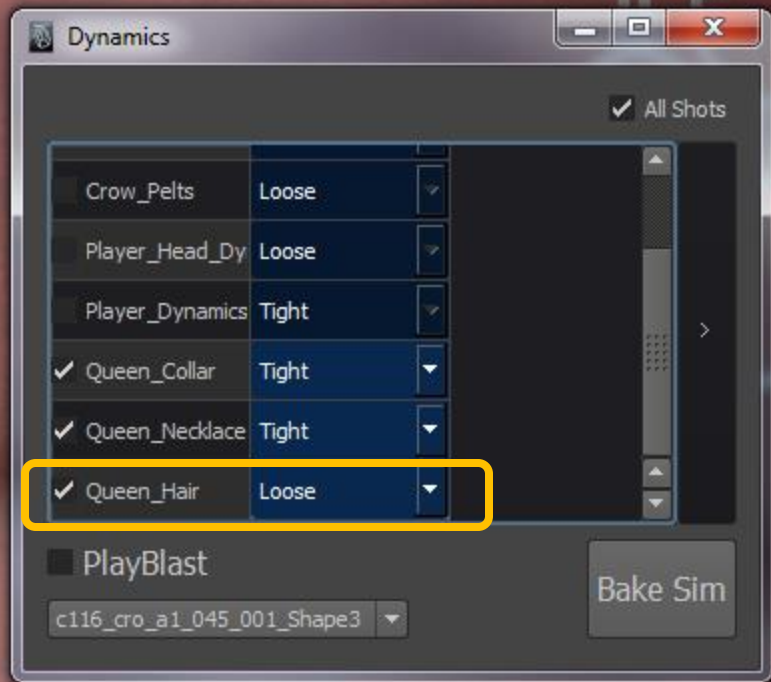 Dynamics
All Shots
Crow_Pelts Loose
Player_Head_Dy Loose
Player_Dynamics Tight
Queen_Collar Tight
Queen_Necklace Tight
Queen_Hair Loose
PlayBlast
Bake Sim
c116_cro_a1_045_001_Shape3